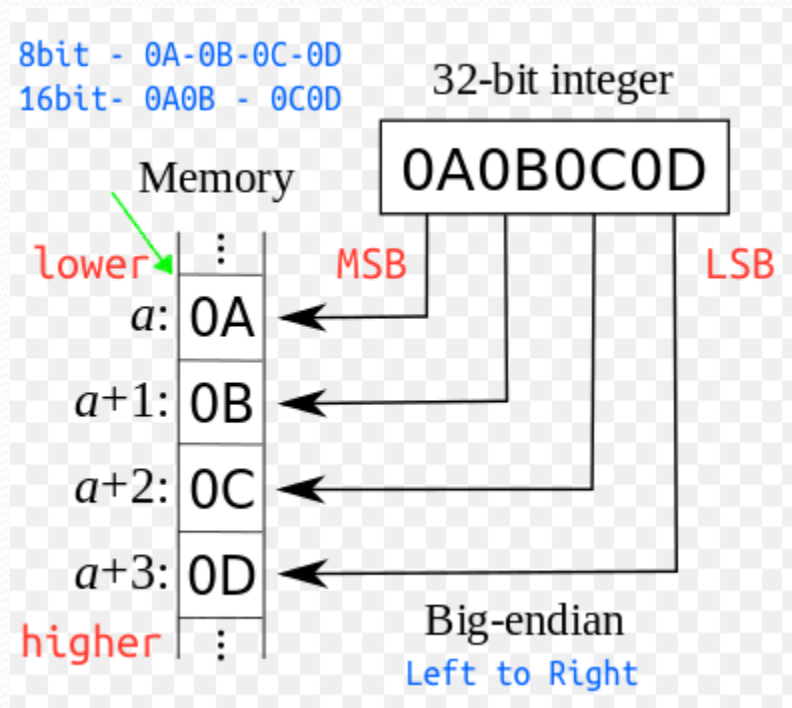 8bit - 0A-0B-0C-0D
16bit- 0A0B - 0C0D
32-bit integer
0A0B0C0D
Memory
lower
MSB
LSB
a: 0A
a+1: 0B
a+2: 0C
a+3: 0D
higher
Big-endian
Left to Right